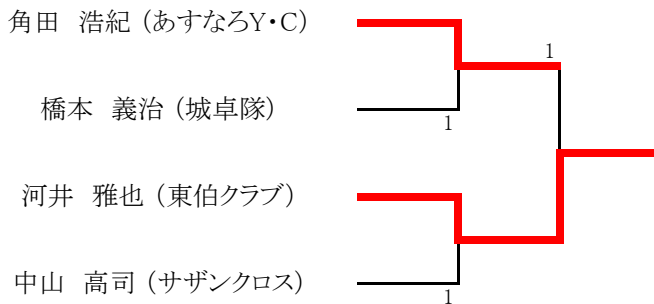 角田　浩紀（あすなろY・C）
1
橋本　義治（城卓隊）
1
河井　雅也（東伯クラブ）
中山　高司（サザンクロス）
1